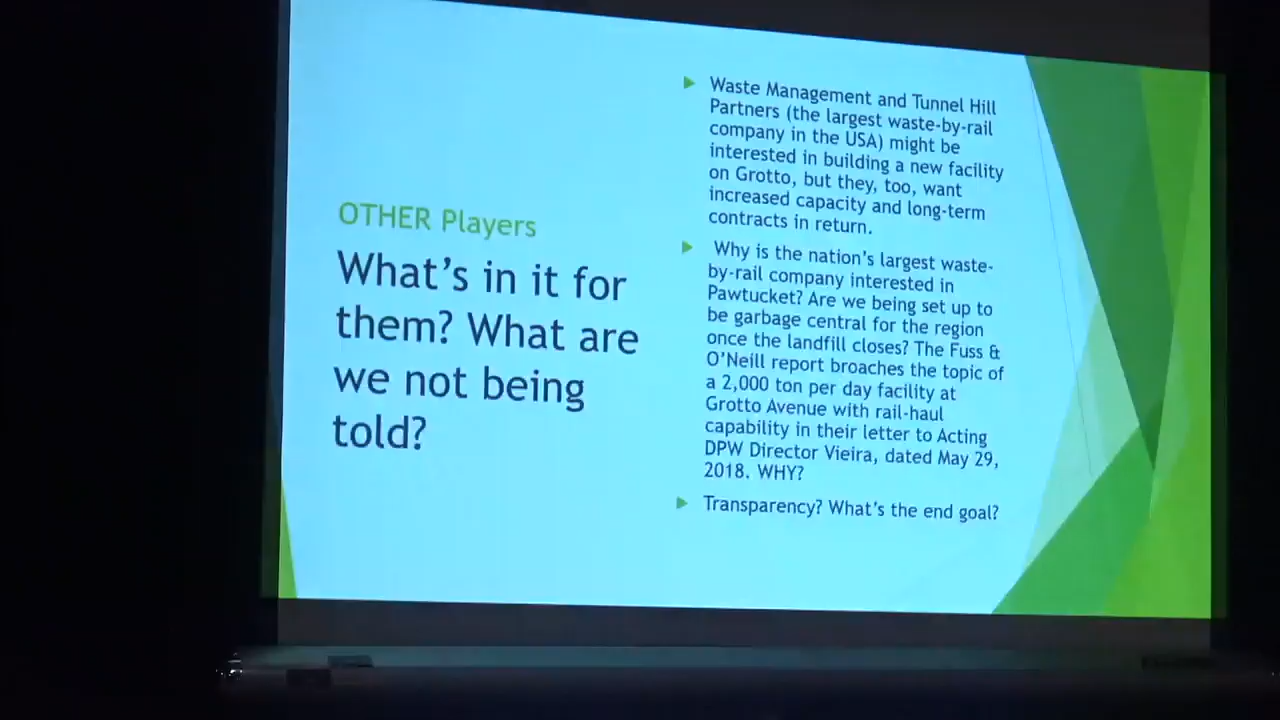 OTHER Players
What's in it for
them? What are
we not being
told?
Waste Management and Tunnel Hill
Partners (the largest waste-by-rail
company in the USA) might be
interested in building a new facility
on Grotto, but they, too, want
increased capacity and long-term
contracts in return.
Why is the nation's largest waste-
by-rail company interested in
Pawtucket? Are we being set up to
be garbage central for the region
once the landfill closes? The Fuss &
O'Neill report broaches the topic of
a 2,000 ton per day facility at
Grotto Avenue with rail-haul
capability in their letter to Acting
DPW Director Vieira, dated May 29,
2018. WHY?
Transparency? What's the end goal?